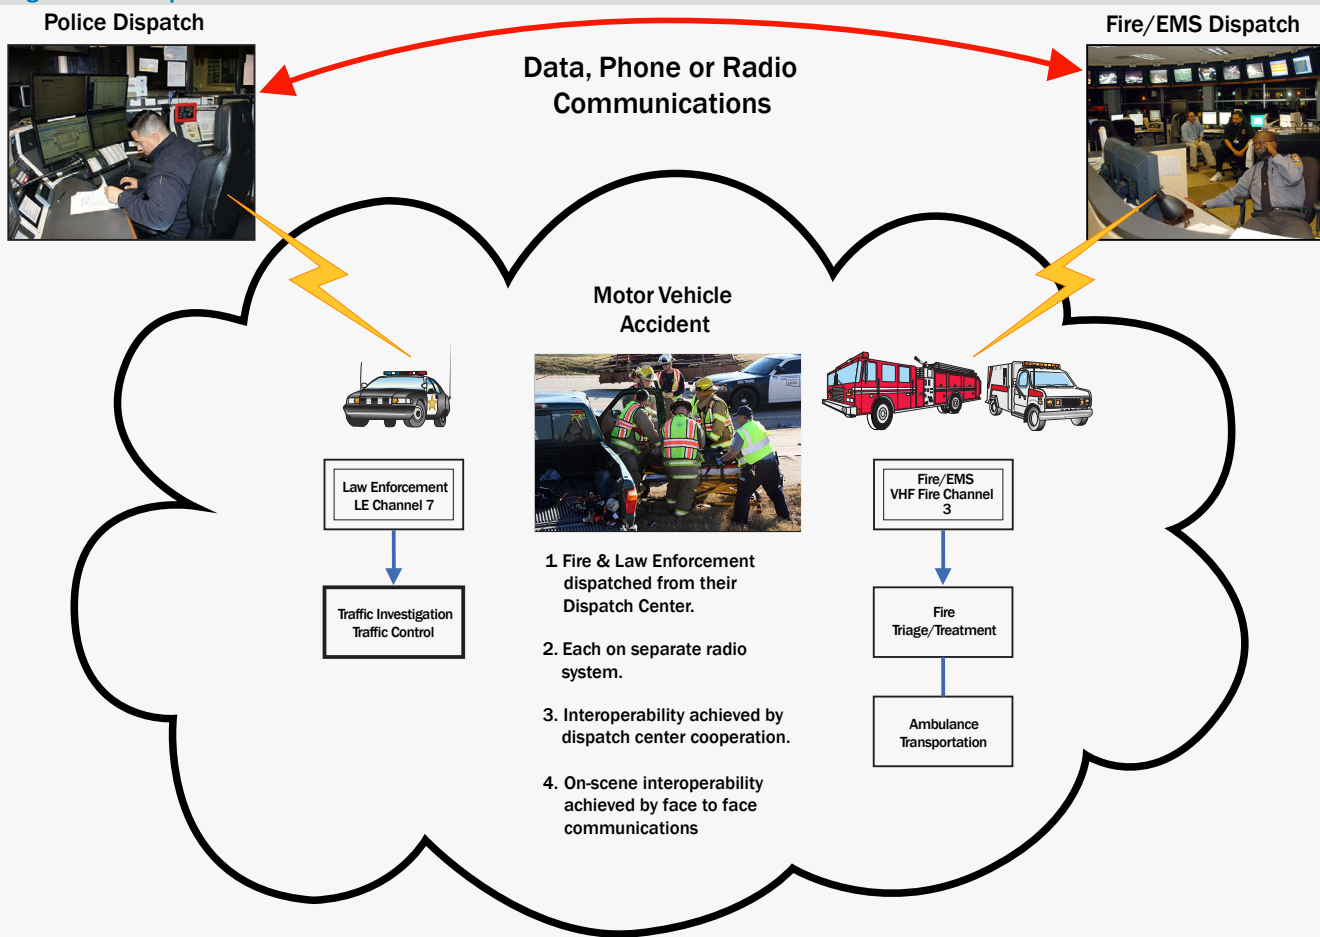 Police Dispatch
Fire/EMS Dispatch
Data, Phone or Radio
Communications
Motor Vehicle
Accident
Law Enforcement
LE Channel 7
Traffic Investigation
Traffic Control
1 Fire & Law Enforcement
dispatched from their
Dispatch Center.
2. Each on separate radio
system.
3. Interoperability achieved by
dispatch center cooperation.
4. On-scene interoperability
achieved by face to face
communications
Fire/EMS
VHF Fire Channel
3
Fire
Triage/Treatment
Ambulance
Transportation